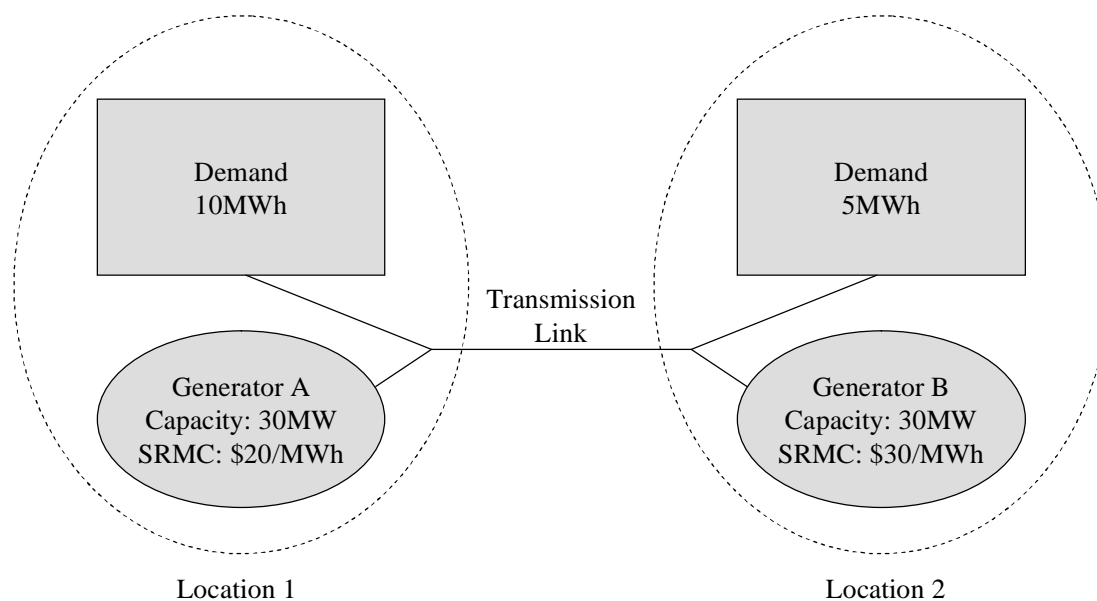 Demand
10MWh
Demand
5MWh
Transmission
Link
Generator A
Capacity: 30MW
SRMC: $20/MWh
Generator B
Capacity: 30MW
SRMC: $30/MWh
Location 1
Location 2